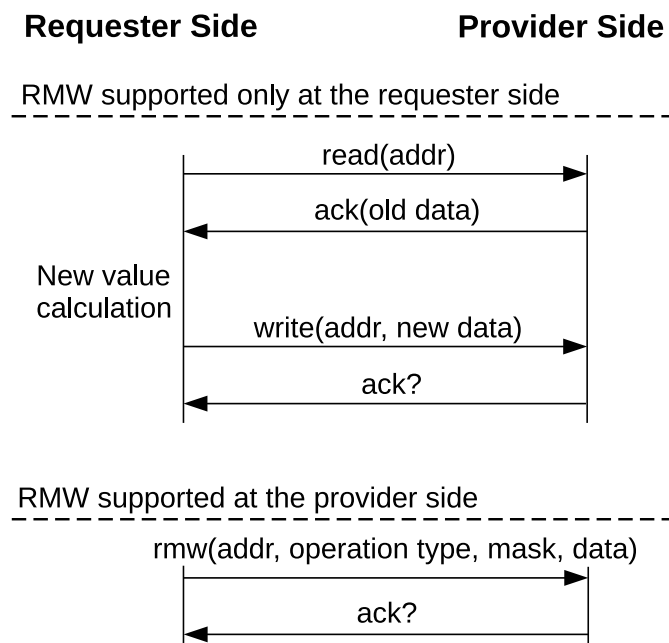 Requester Side
Provider Side
RMW supported only at the requester side
read(addr)
ack(old data)
New value
calculation
write(addr, new data)
ack?
RMW supported at the provider side
rmw(addr, operation type, mask, data)
ack?